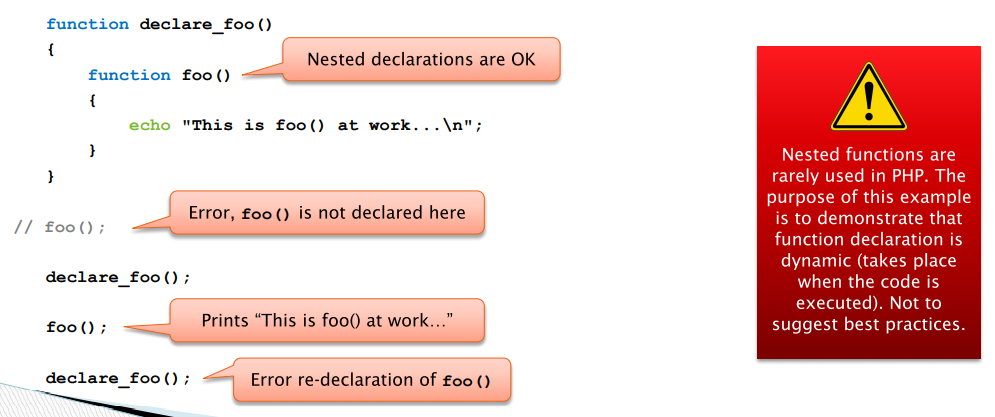 function declare_foo()
{
function foo()
Nested declarations are OK
{
echo "This is foo() at work...\n";
}
}
// foo();
Error, foo() is not declared here
declare_foo();
foo();
Prints “This is foo() at work…”
declare_foo();
Error re-declaration of foo()
Nested functions are
rarely used in PHP. The
purpose of this example
is to demonstrate that
function declaration is
dynamic (takes place
when the code is
executed). Not to
suggest best practices.